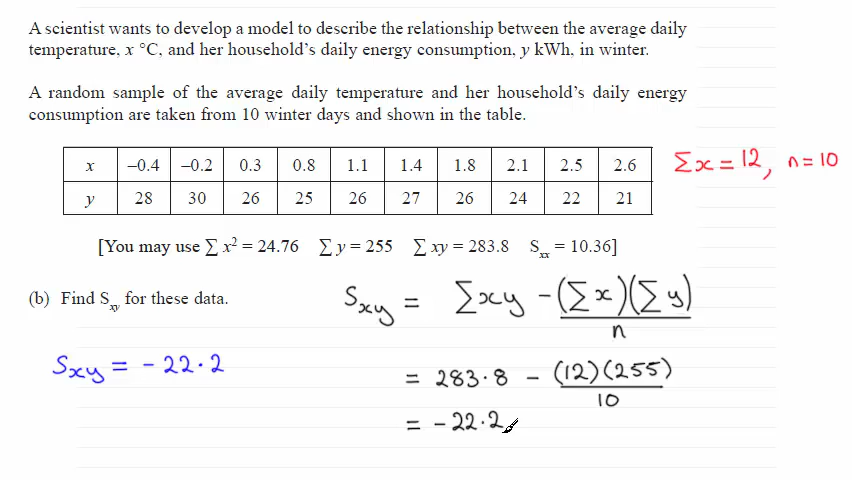 A scientist wants to develop a model to describe the relationship between the average daily
temperature, x °C, and her household's daily energy consumption, y kWh, in winter.
A random sample of the average daily temperature and her household's daily energy
consumption are taken from 10 winter days and shown in the table.
x –0.4 –0.2 0.3 0.8 1.1 1.4 1.8 2.1 2.5 2.6
Σx = 12, n = 10
y 28 30 26 25 26 27 26 24 22 21
[You may use ∑ x² = 24.76 ∑ y = 255 ∑ xy = 283.8 Sxx = 10.36]
(b) Find Sxy for these data.
Sxy = Σxy – (Σx)(Σy)/n
Sxy = –22·2
= 283·8 – (12)(255)/10
= –22·2